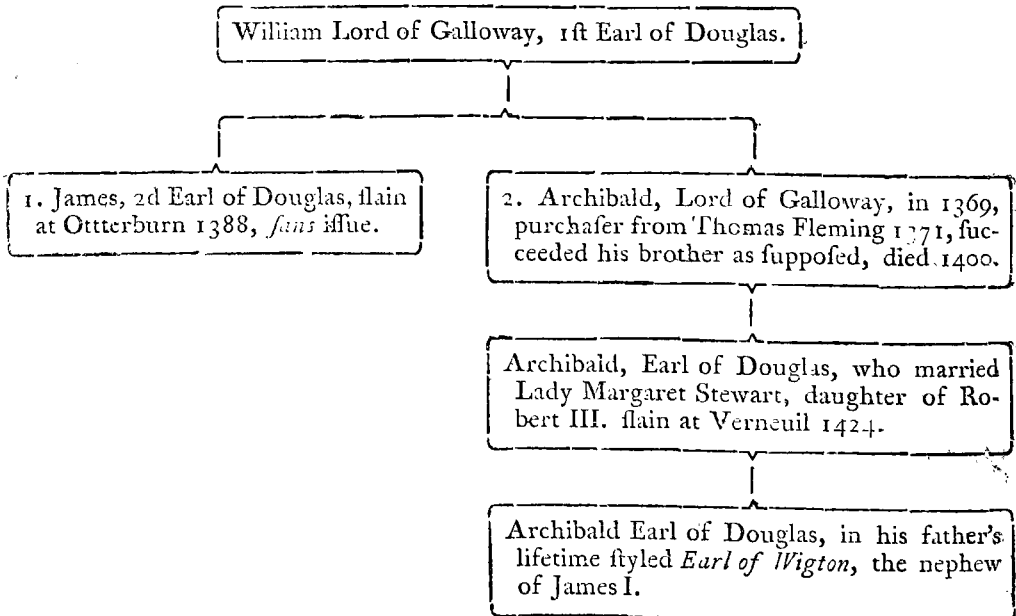 William Lord of Galloway, 1ſt Earl of Douglas.
1. James, 2d Earl of Douglas, ſlain
at Ottterburn 1388, ſans iſſue.
2. Archibald, Lord of Galloway, in 1369,
purchaſer from Thomas Fleming 1371, ſuc-
ceeded his brother as ſuppoſed, died 1400.
Archibald, Earl of Douglas, who married
Lady Margaret Stewart, daughter of Ro-
bert III. ſlain at Verneuil 1424.
Archibald Earl of Douglas, in his father's
lifetime ſtyled Earl of Wigton, the nephew
of James I.